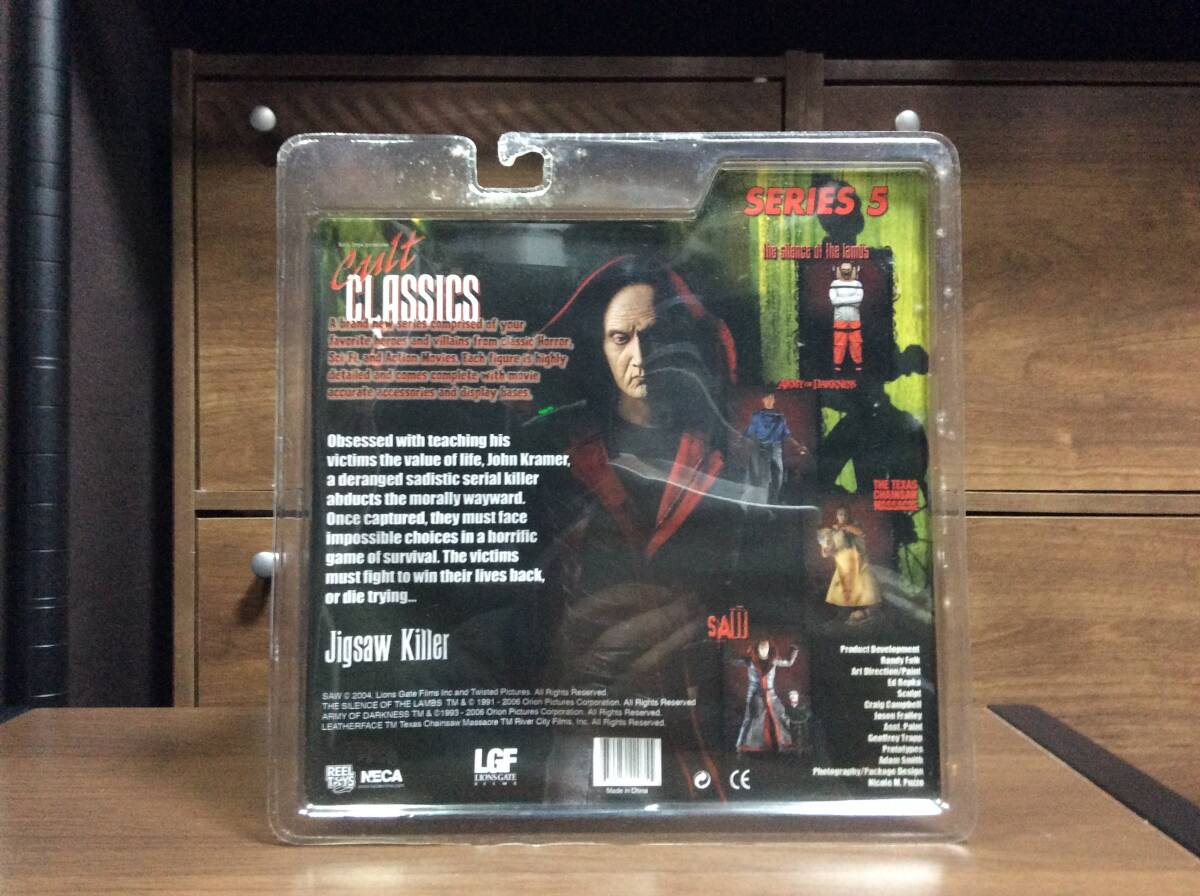 SERIES 5
Cult
CLASSICS
A brand new series comprised of your
favorite heroes and villains from classic Horror,
Sci-Fi, and Action Movies. Each figure is highly
detailed and comes complete with movie
accurate accessories and display bases.
the silence of the lambs
ARMY OF DARKNESS
THE TEXAS
CHAINSAW
MASSACRE
Obsessed with teaching his
victims the value of life, John Kramer,
a deranged sadistic serial killer
abducts the morally wayward.
Once captured, they must face
impossible choices in a horrific
game of survival. The victims
must fight to win their lives back,
or die trying...
Jigsaw Killer
SAW
SAW © 2004, Lions Gate Films Inc and Twisted Pictures. All Rights Reserved.
THE SILENCE OF THE LAMBS TM & © 1991 - 2006 Orion Pictures Corporation. All Rights Reserved
ARMY OF DARKNESS TM & ©1993 - 2006 Orion Pictures Corporation. All Rights Reserved.
LEATHERFACE TM Texas Chainsaw Massacre TM River City Films, Inc. All Rights Reserved.
Product Development
Randy Falk
Art Direction/Paint
Ed Repka
Sculpt
Craig Campbell
Jason Frailey
Asst. Paint
Geoffrey Trapp
Prototypes
Adam Smith
Photography/Package Design
Nicole M. Puzzo
REEL
TOYS
NECA
LGF
LIONS GATE
FILMS
Made in China
CE